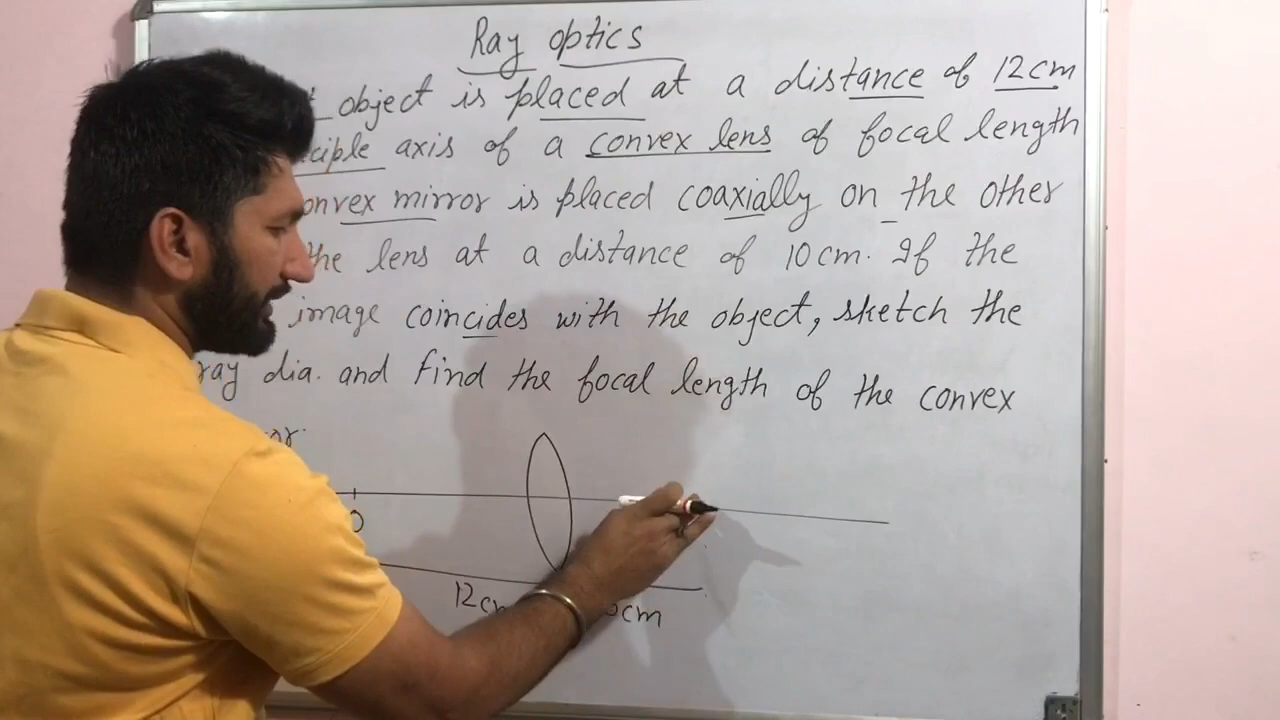 Ray optics
object is placed at a distance of 12cm
ciple axis of a convex lens of focal length
onvex mirror is placed coaxially on the other
the lens at a distance of 10cm. If the
image coincides with the object, sketch the
ray dia. and find the focal length of the convex
or.
O
12cm
cm